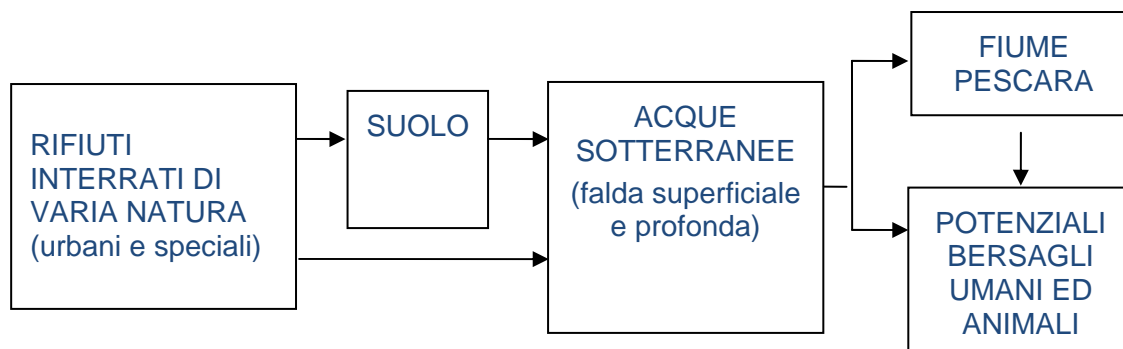 RIFIUTI
INTERRATI DI
VARIA NATURA
(urbani e speciali)
SUOLO
ACQUE
SOTTERRANEE
(falda superficiale
e profonda)
FIUME
PESCARA
POTENZIALI
BERSAGLI
UMANI ED
ANIMALI